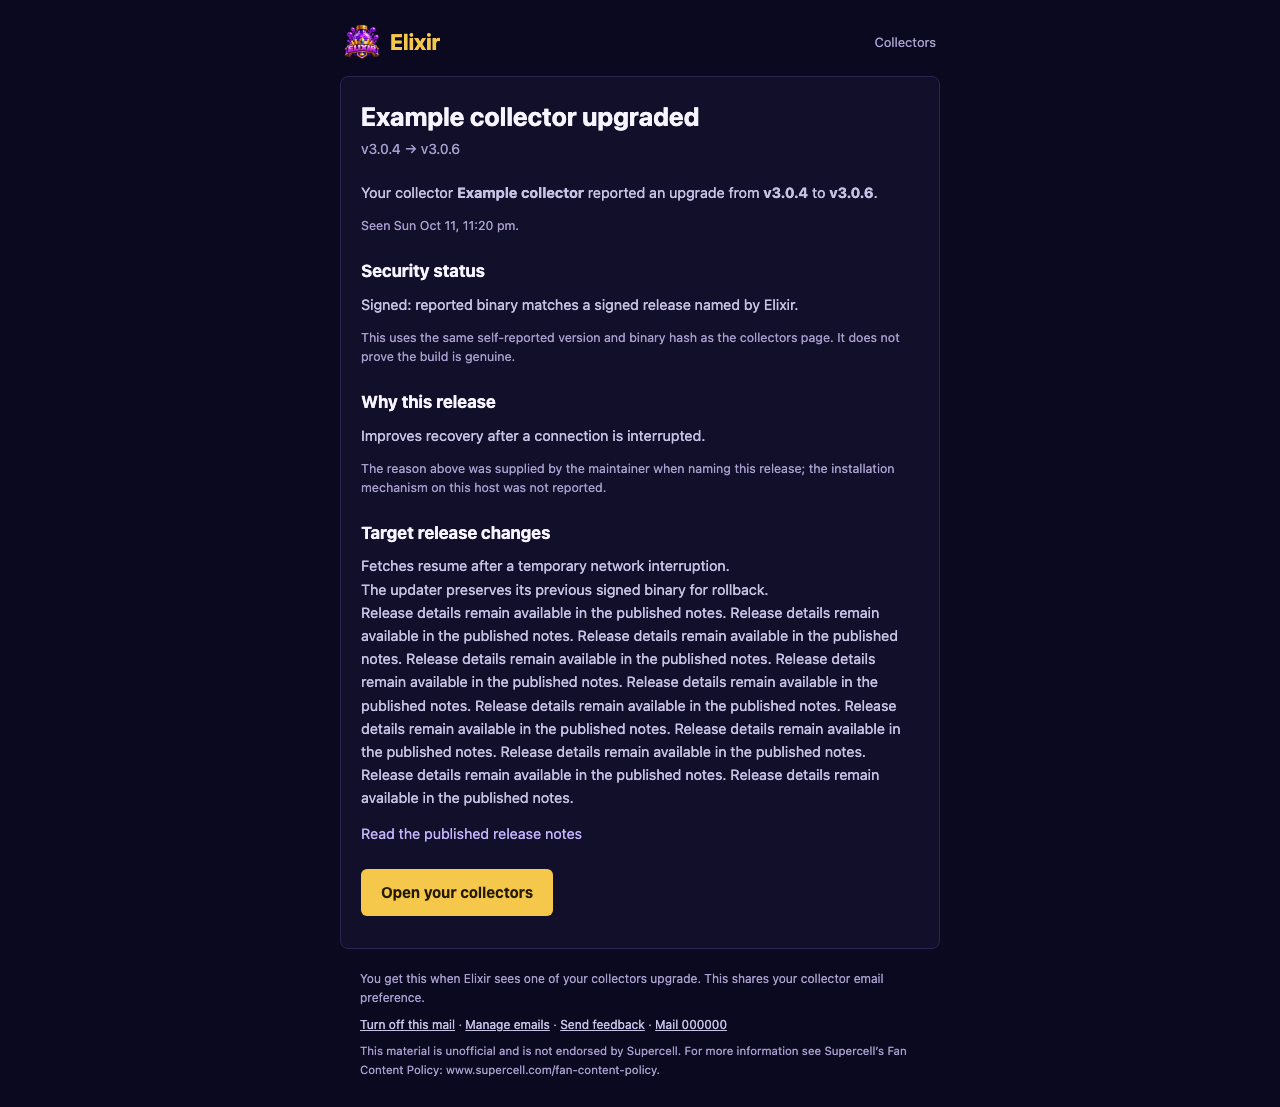 ELIXIR
Elixir
Collectors
Example collector upgraded
v3.0.4 → v3.0.6
Your collector Example collector reported an upgrade from v3.0.4 to v3.0.6.
Seen Sun Oct 11, 11:20 pm.
Security status
Signed: reported binary matches a signed release named by Elixir.
This uses the same self-reported version and binary hash as the collectors page. It does not
prove the build is genuine.
Why this release
Improves recovery after a connection is interrupted.
The reason above was supplied by the maintainer when naming this release; the installation
mechanism on this host was not reported.
Target release changes
Fetches resume after a temporary network interruption.
The updater preserves its previous signed binary for rollback.
Release details remain available in the published notes. Release details remain
available in the published notes. Release details remain available in the published
notes. Release details remain available in the published notes. Release details
remain available in the published notes. Release details remain available in the
published notes. Release details remain available in the published notes. Release
details remain available in the published notes. Release details remain available in
the published notes. Release details remain available in the published notes.
Release details remain available in the published notes. Release details remain
available in the published notes.
Read the published release notes
Open your collectors
You get this when Elixir sees one of your collectors upgrade. This shares your collector email
preference.
Turn off this mail · Manage emails · Send feedback · Mail 000000
This material is unofficial and is not endorsed by Supercell. For more information see Supercell's Fan
Content Policy: www.supercell.com/fan-content-policy.